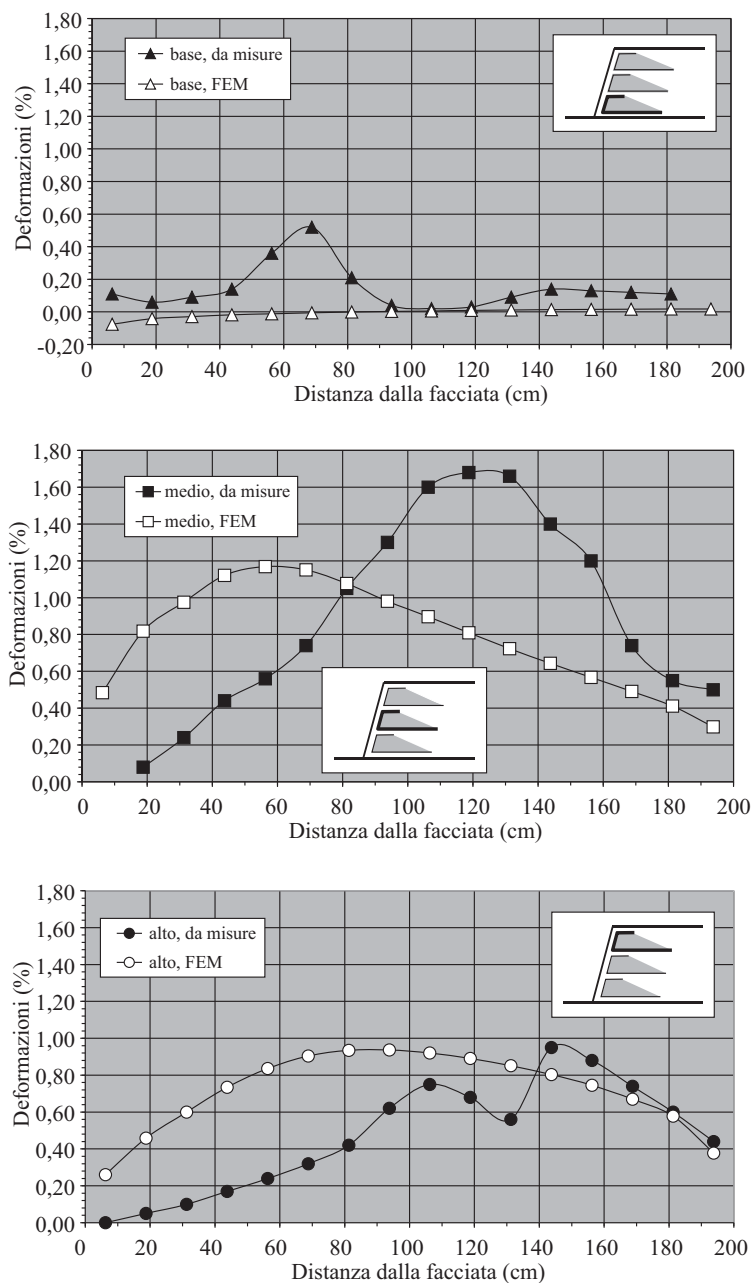 1,80
1,60
1,40
1,20
1,00
0,80
0,60
0,40
0,20
0,00
-0,20
Deformazioni (%)
base, da misure
base, FEM
0 20 40 60 80 100 120 140 160 180 200
Distanza dalla facciata (cm)
1,80
1,60
1,40
1,20
1,00
0,80
0,60
0,40
0,20
0,00
Deformazioni (%)
medio, da misure
medio, FEM
0 20 40 60 80 100 120 140 160 180 200
Distanza dalla facciata (cm)
1,80
1,60
1,40
1,20
1,00
0,80
0,60
0,40
0,20
0,00
Deformazioni (%)
alto, da misure
alto, FEM
0 20 40 60 80 100 120 140 160 180 200
Distanza dalla facciata (cm)